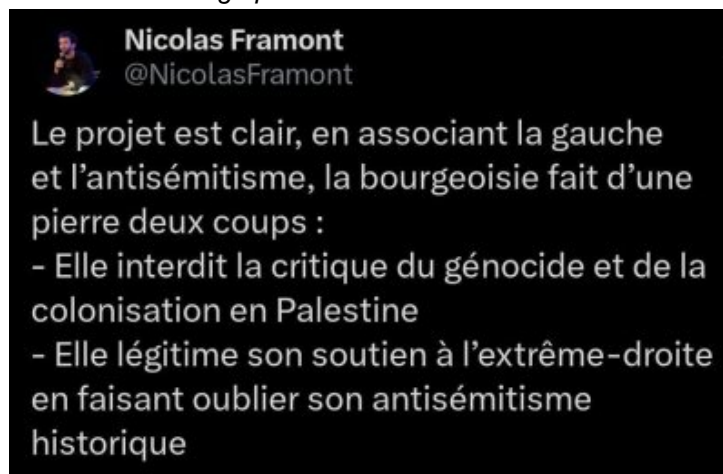 Nicolas Framont
@NicolasFramont
Le projet est clair, en associant la gauche
et l’antisémitisme, la bourgeoisie fait d’une
pierre deux coups :
- Elle interdit la critique du génocide et de la
colonisation en Palestine
- Elle légitime son soutien à l’extrême-droite
en faisant oublier son antisémitisme
historique